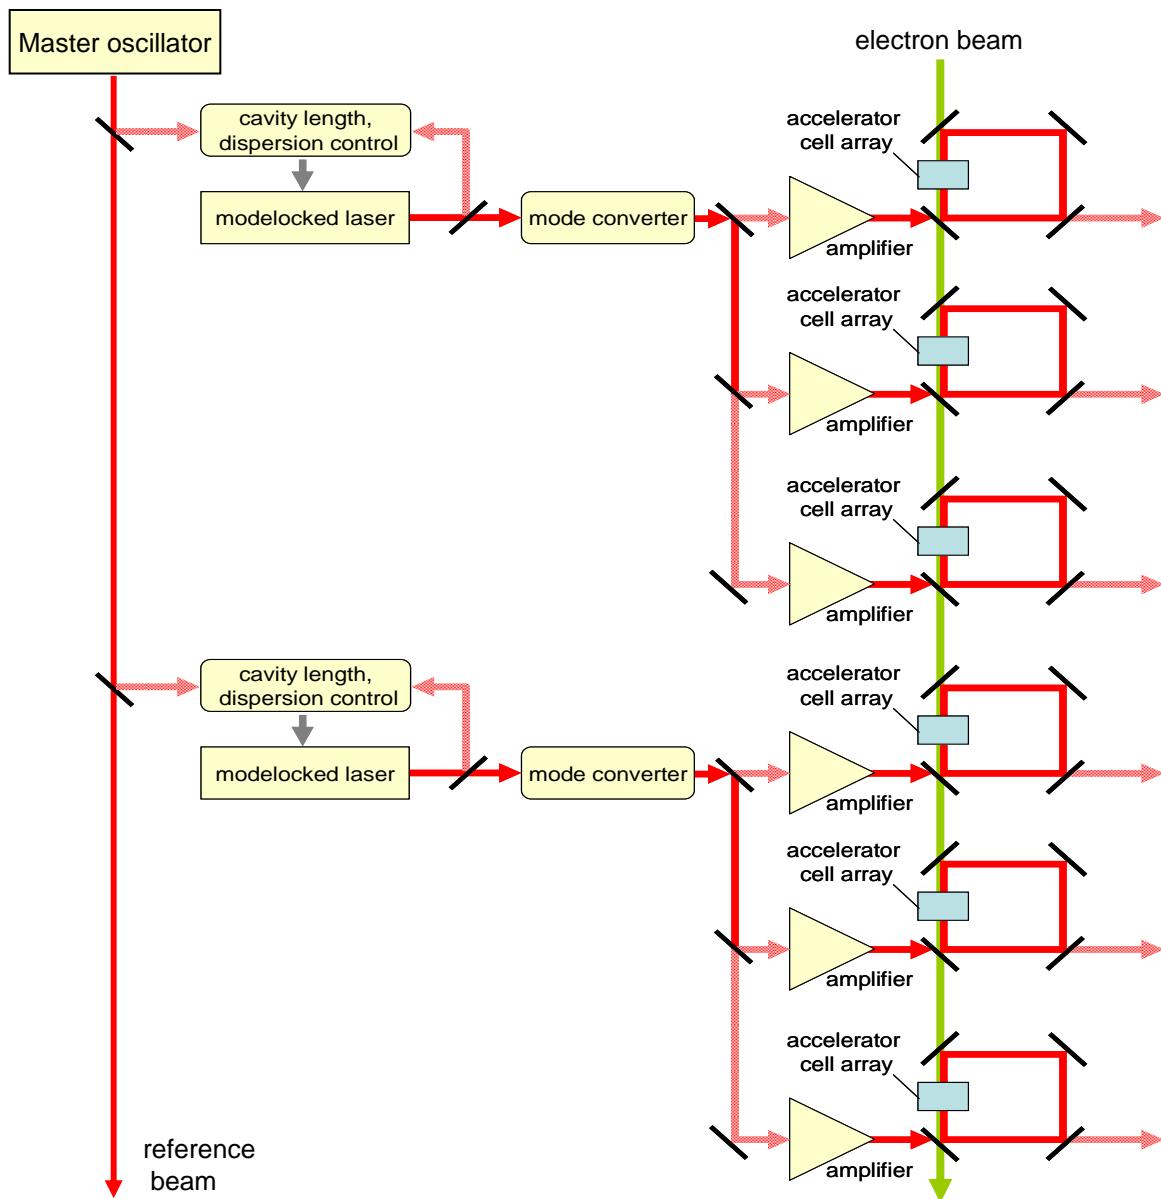 Master oscillator
electron beam
cavity length,
dispersion control
modelocked laser
mode converter
accelerator
cell array
amplifier
accelerator
cell array
amplifier
accelerator
cell array
amplifier
cavity length,
dispersion control
modelocked laser
mode converter
accelerator
cell array
amplifier
accelerator
cell array
amplifier
accelerator
cell array
amplifier
reference
beam